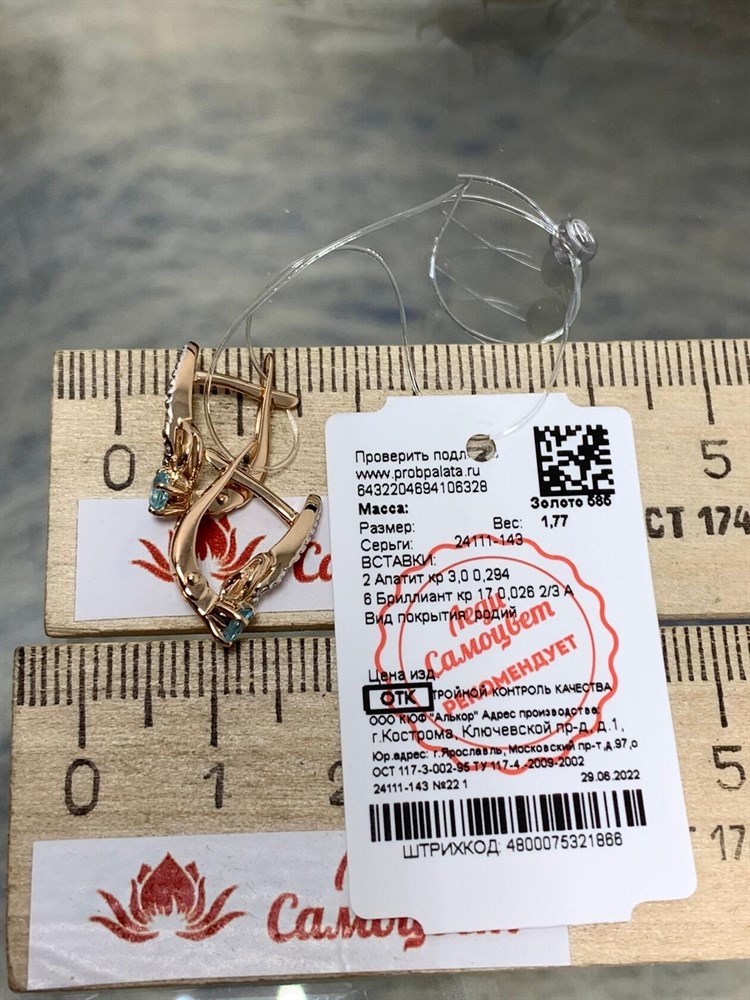 Проверить подл
www.probpalata.ru
6432204694106328
Золото 585
Масса:
Размер: Вес: 1,77
Серьги: 24111-143
ВСТАВКИ:
2 Апатит кр 3,0 0,294
6 Бриллиант кр 17 0,026 2/3 А
Вид покрытия: родий
Леди
Самоцвет
РЕКОМЕНДУЕТ
Цена изд.
ОТК ТРОЙНОЙ КОНТРОЛЬ КАЧЕСТВА
ООО КЮФ "Алькор" Адрес производства:
г.Кострома, Ключевской пр-д, д.1,
Юр.адрес: г.Ярославль, Московский пр-т,д.97,о
ОСТ 117-3-002-95 ТУ 117-4 -2009-2002
24111-143 №22 1 29.06.2022
ШТРИХКОД: 4800075321866
0 5
СТ 174
С
0 1 2 5
17
Самоцвет